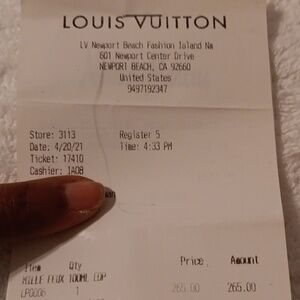 LOUIS VUITTON
LV Newport Beach Fashion Island Nm
601 Newport Center Drive
NEWPORT BEACH, CA 92660
United States
9497192347
Store: 3113 Register 5
Date: 4/20/21 Time: 4:33 PM
Ticket: 17410
Cashier: IA08
Item Qty Price Amount
MILLE FEUX 100ML EDP
LP0006 1 265.00 265.00